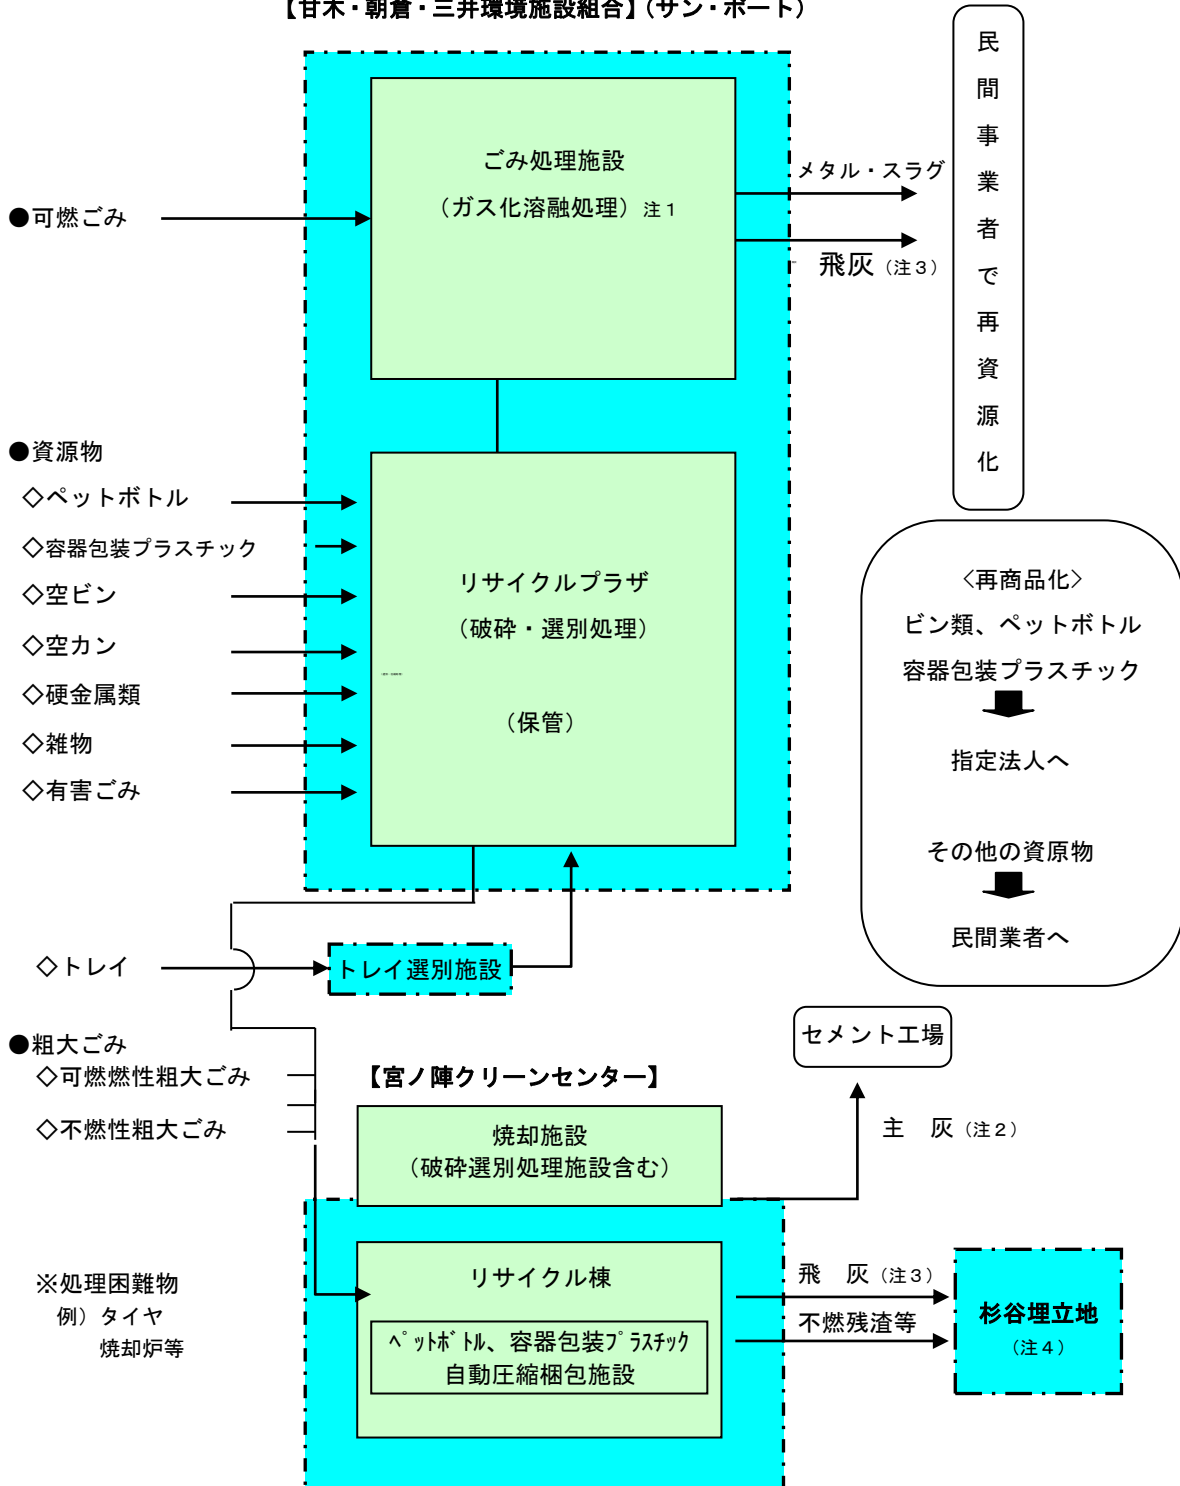 【甘木・朝倉・三井環境施設組合】(サン・ポート)
ごみ処理施設
(ガス化溶融処理)注1
●可燃ごみ
メタル・スラグ
飛灰(注3)
民間事業者で再資源化
●資源物
◇ペットボトル
◇容器包装プラスチック
◇空ビン
◇空カン
◇硬金属類
◇雑物
◇有害ごみ
リサイクルプラザ
(破砕・選別処理)
(保管)
<再商品化>
ビン類、ペットボトル
容器包装プラスチック
指定法人へ
その他の資原物
民間業者へ
◇トレイ
トレイ選別施設
●粗大ごみ
◇可燃燃性粗大ごみ
◇不燃性粗大ごみ
セメント工場
【宮ノ陣クリーンセンター】
焼却施設
(破砕選別処理施設含む)
主 灰(注2)
リサイクル棟
ペットボトル、容器包装プラスチック
自動圧縮梱包施設
※処理困難物
例)タイヤ
焼却炉等
飛 灰(注3)
不燃残渣等
杉谷埋立地
(注4)